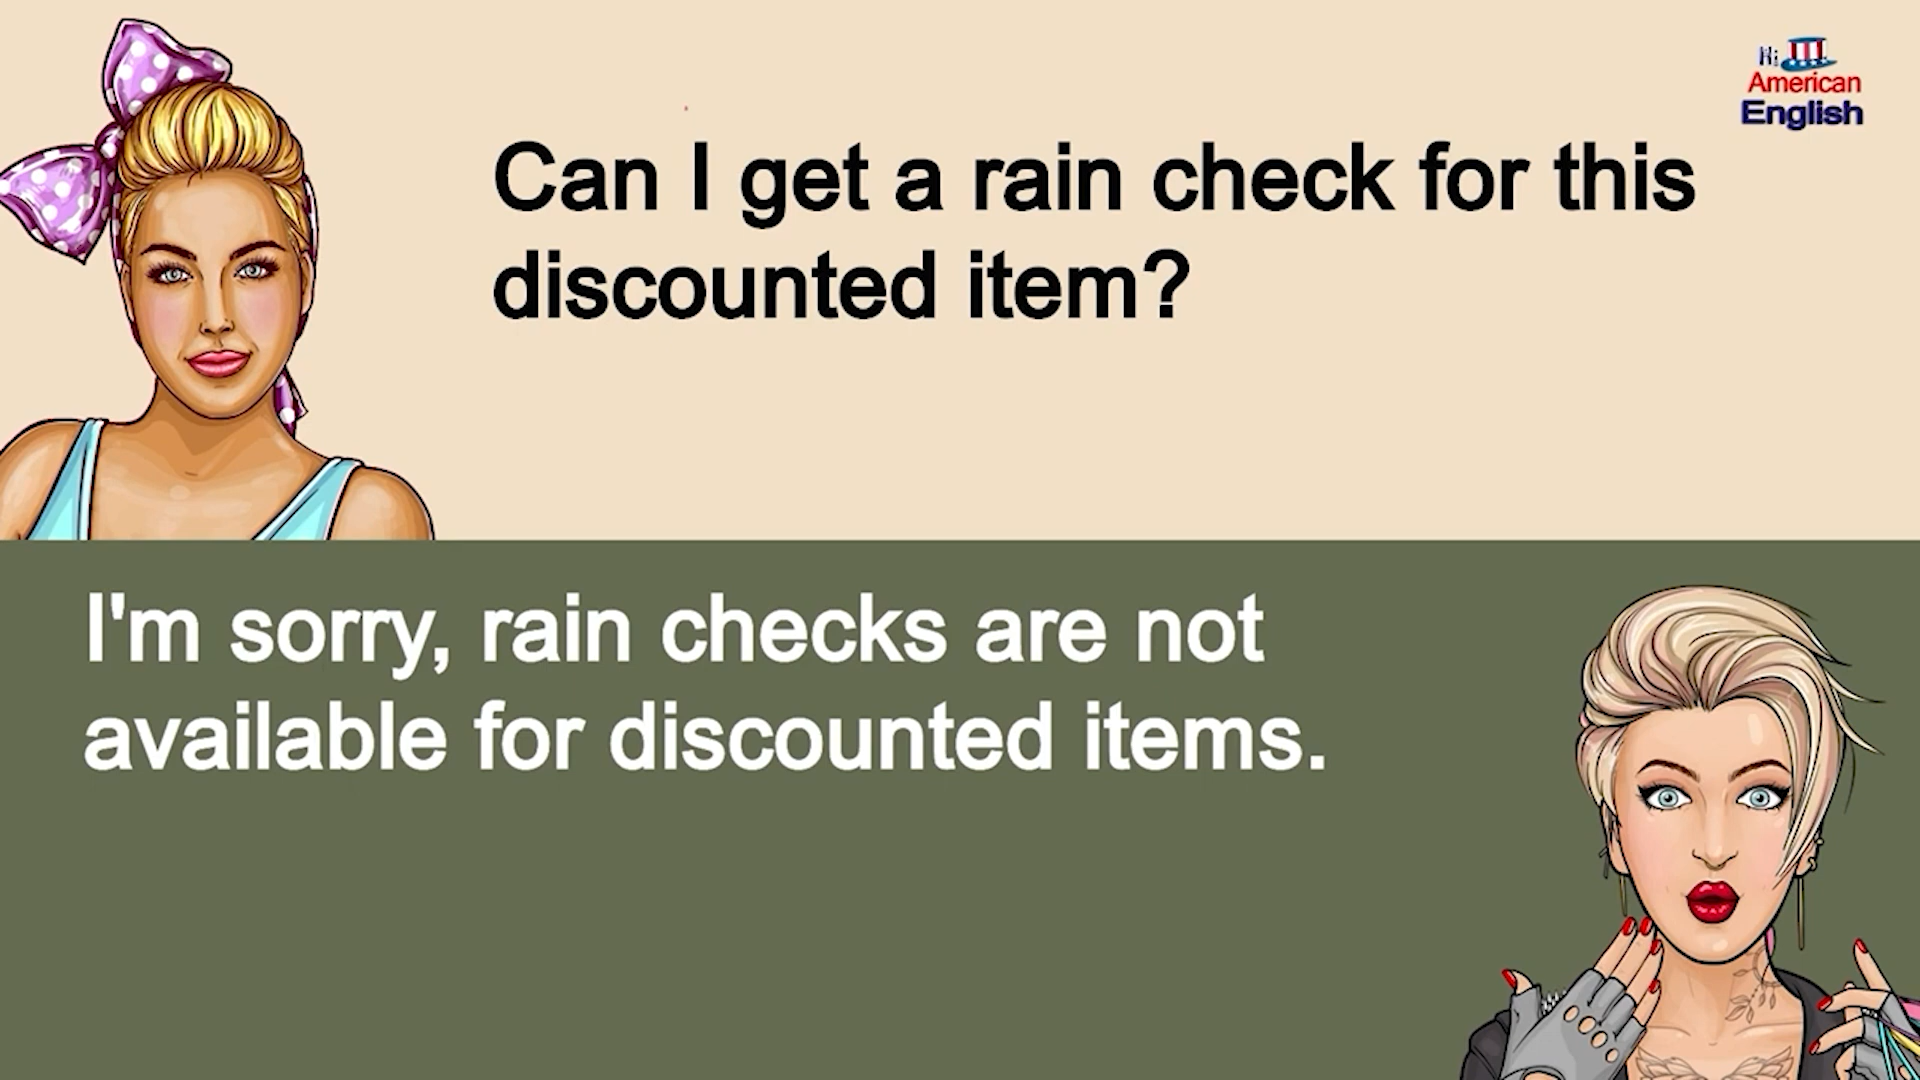 Hi
American
English
Can I get a rain check for this
discounted item?
I'm sorry, rain checks are not
available for discounted items.